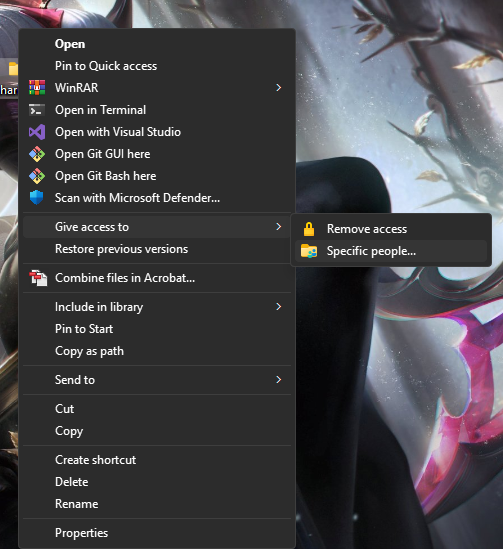 har
Open
Pin to Quick access
WinRAR
Open in Terminal
Open with Visual Studio
Open Git GUI here
Open Git Bash here
Scan with Microsoft Defender...
Give access to
Remove access
Restore previous versions
Specific people...
Combine files in Acrobat...
Include in library
Pin to Start
Copy as path
Send to
Cut
Copy
Create shortcut
Delete
Rename
Properties